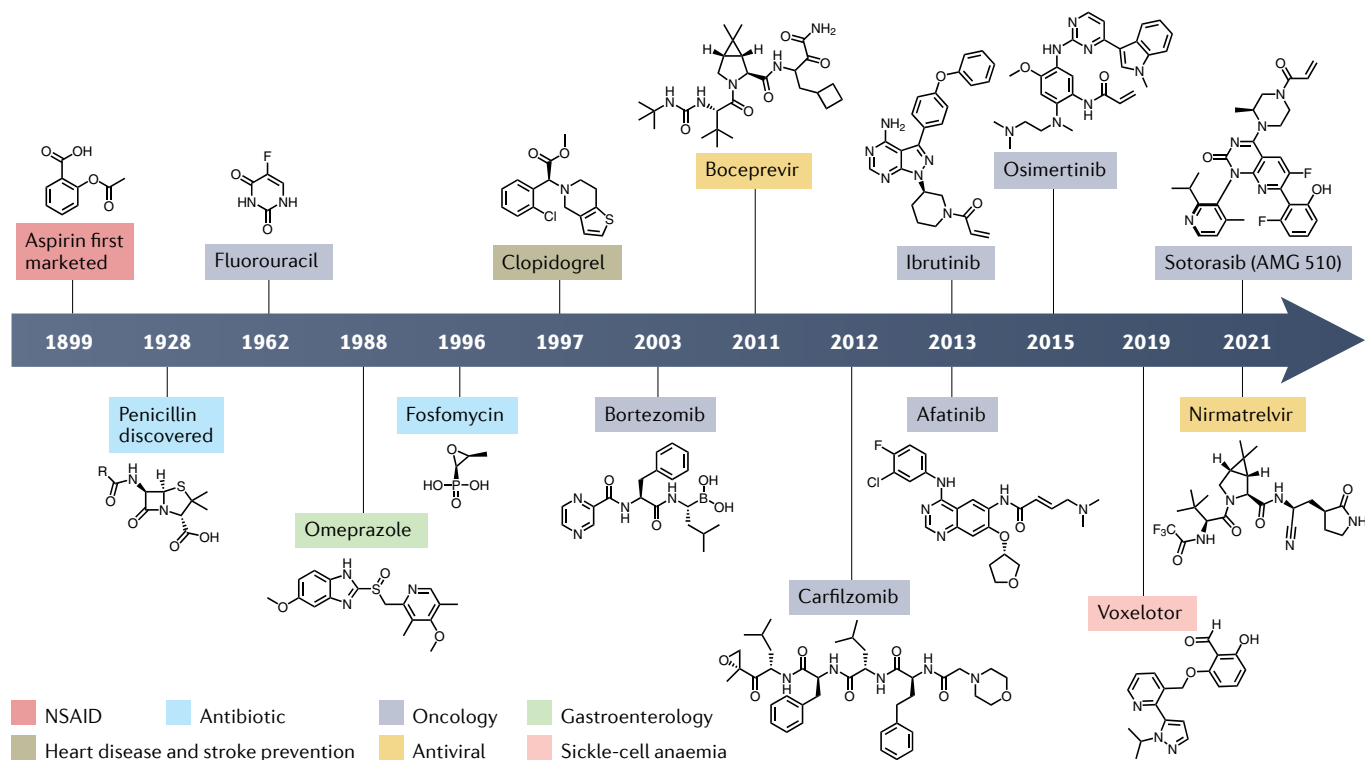 Aspirin first
marketed
Fluorouracil
Clopidogrel
Boceprevir
Ibrutinib
Osimertinib
Sotorasib (AMG 510)
1899 1928 1962 1988 1996 1997 2003 2011 2012 2013 2015 2019 2021
Penicillin
discovered
Omeprazole
Fosfomycin
Bortezomib
Carfilzomib
Afatinib
Voxelotor
Nirmatrelvir
NSAID
Antibiotic
Oncology
Gastroenterology
Heart disease and stroke prevention
Antiviral
Sickle-cell anaemia